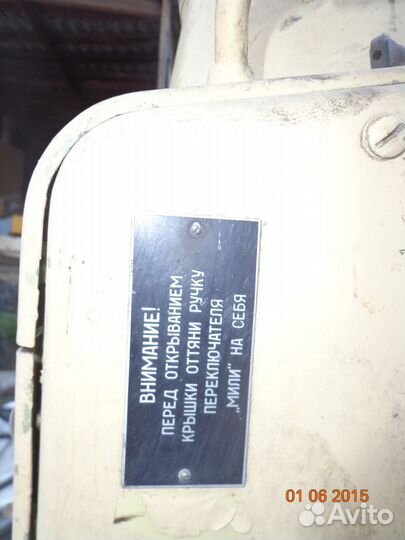 ВНИМАНИЕ!
ПЕРЕД ОТКРЫВАНИЕМ
КРЫШКИ ОТТЯНИ РУЧКУ
ПЕРЕКЛЮЧАТЕЛЯ
„МИЛИ“ НА СЕБЯ
01 06 2015
Avito